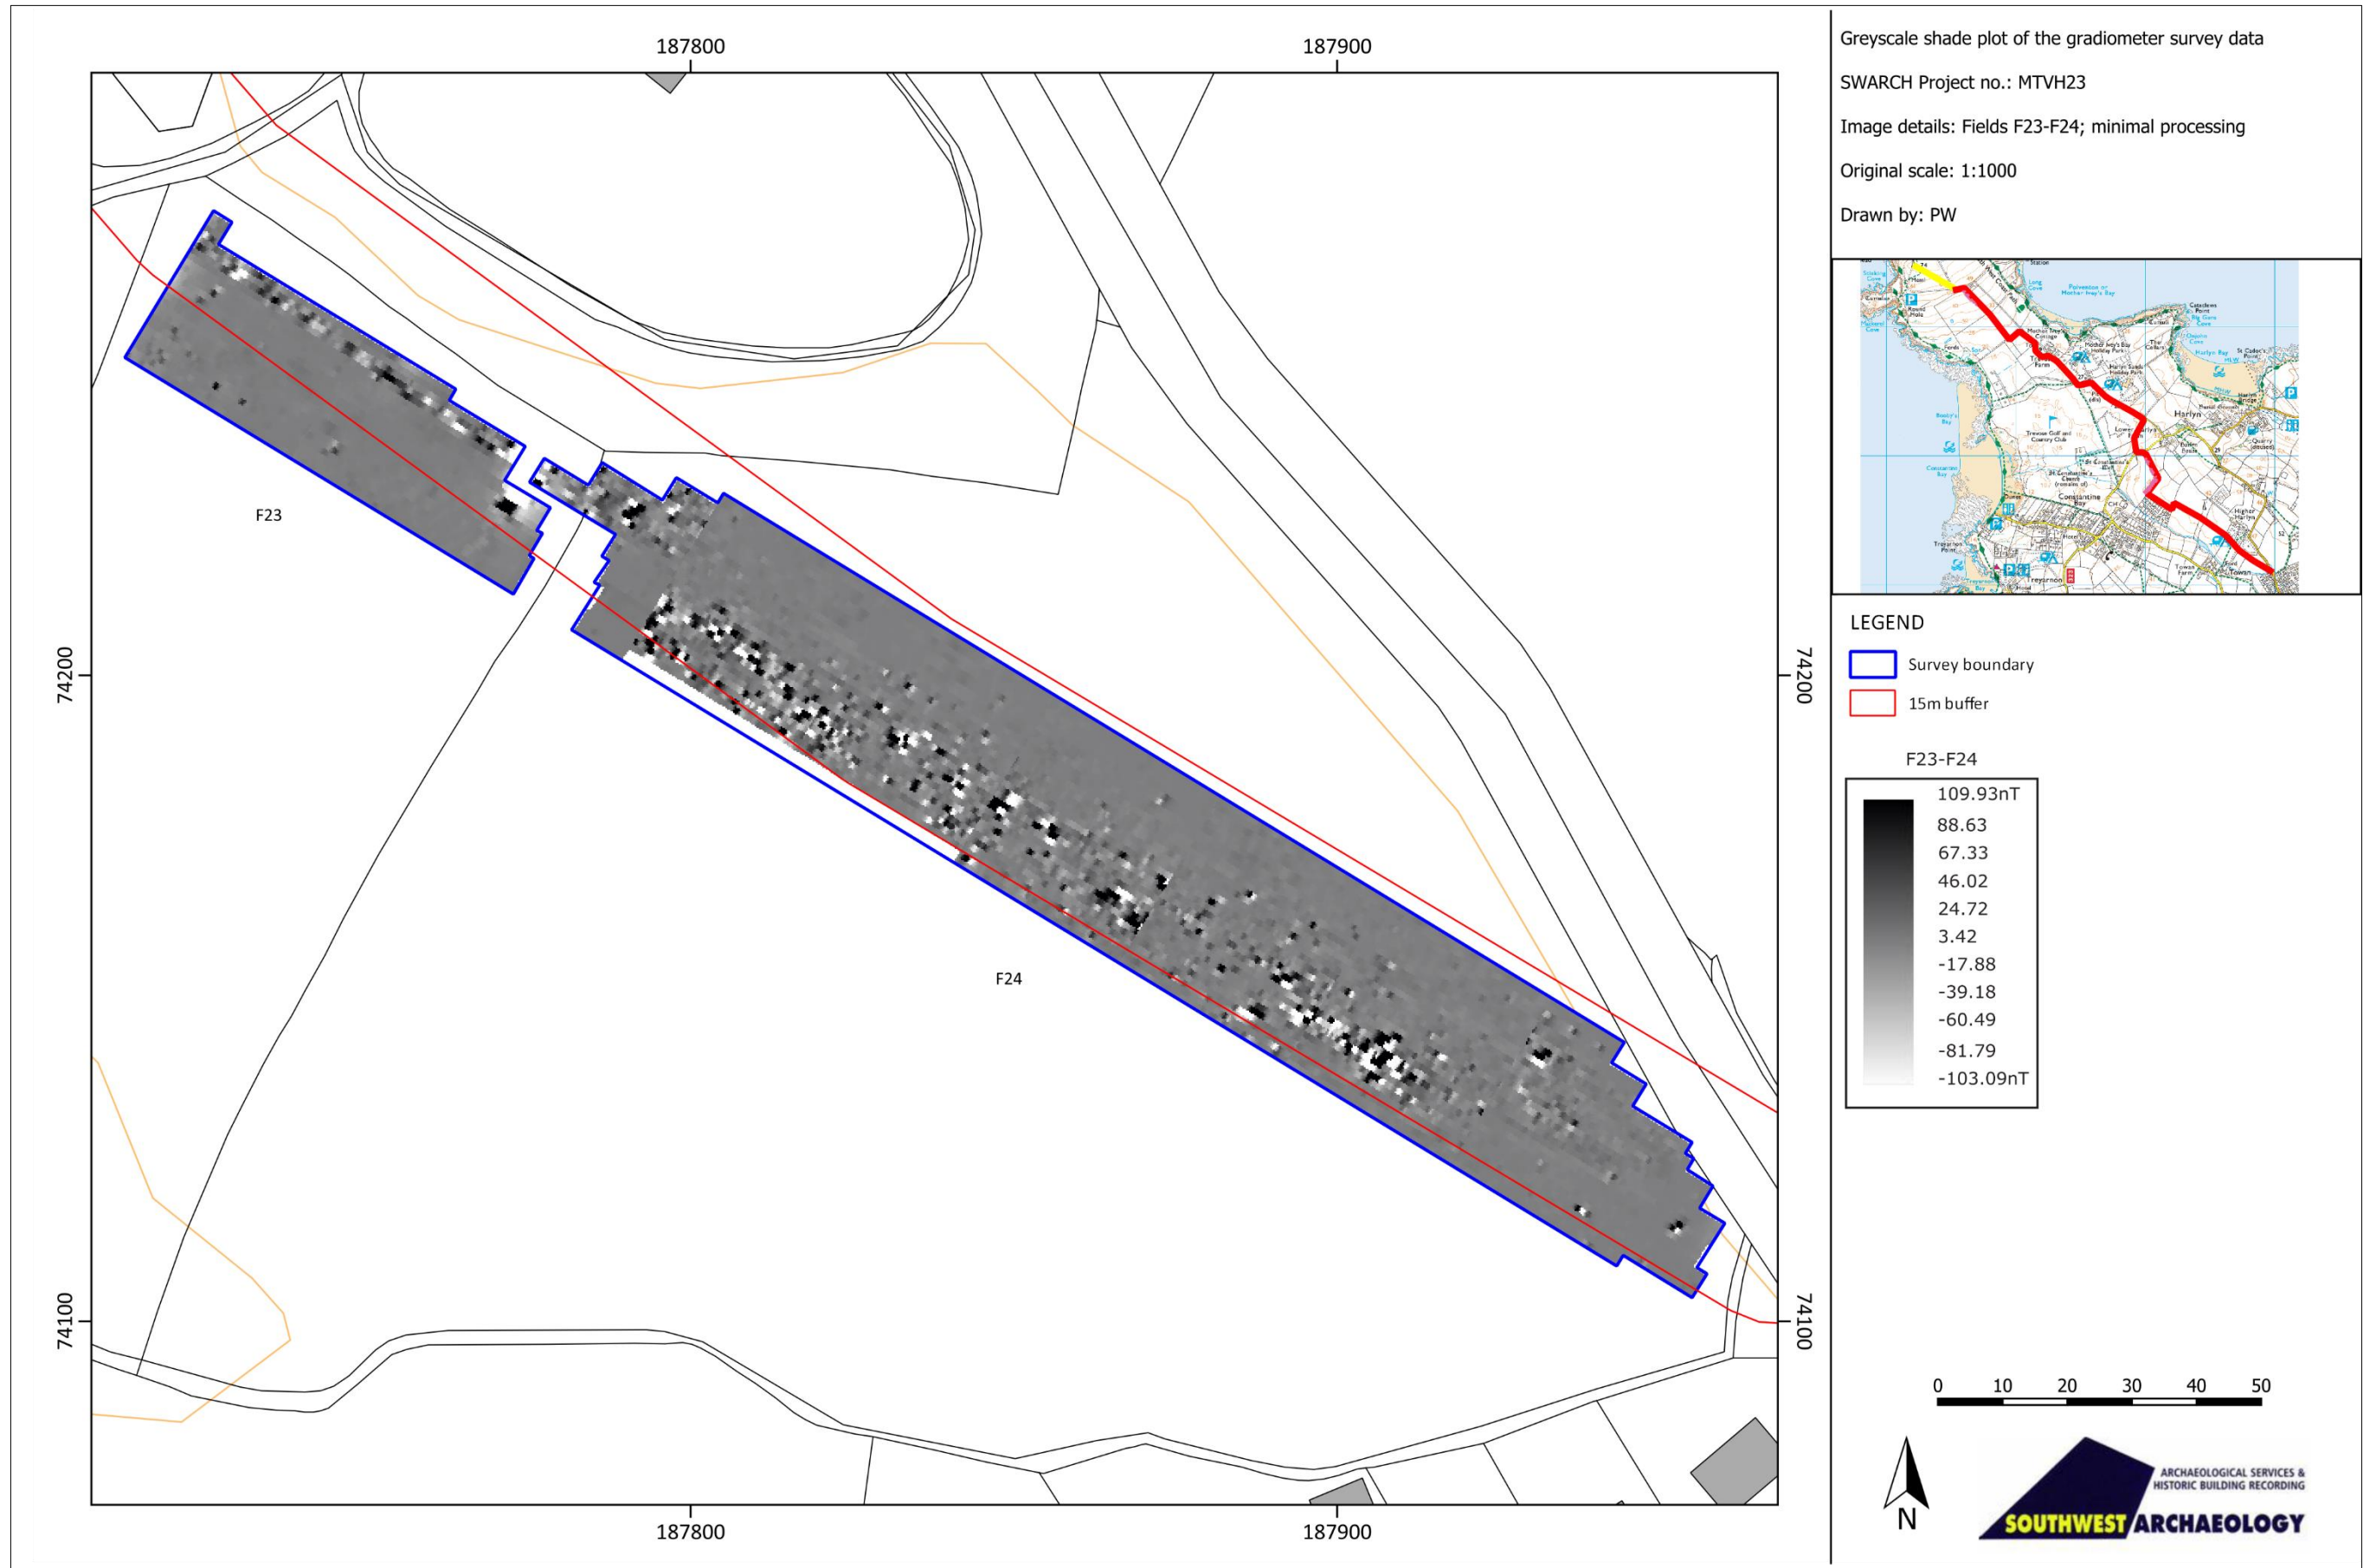 187800
187900
74200
74200
74100
74100
187800
187900
F23
F24
Greyscale shade plot of the gradiometer survey data
SWARCH Project no.: MTVH23
Image details: Fields F23-F24; minimal processing
Original scale: 1:1000
Drawn by: PW
Harlyn
Constantine
Bay
Treyarnon
LEGEND
Survey boundary
15m buffer
F23-F24
109.93nT
88.63
67.33
46.02
24.72
3.42
-17.88
-39.18
-60.49
-81.79
-103.09nT
0 10 20 30 40 50
N
ARCHAEOLOGICAL SERVICES &
HISTORIC BUILDING RECORDING
SOUTHWEST ARCHAEOLOGY